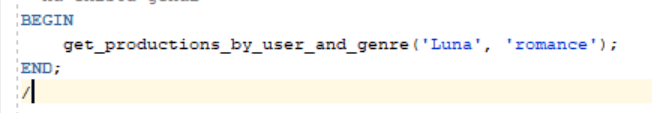 BEGIN
get_productions_by_user_and_genre('Luna', 'romance');
END;
/